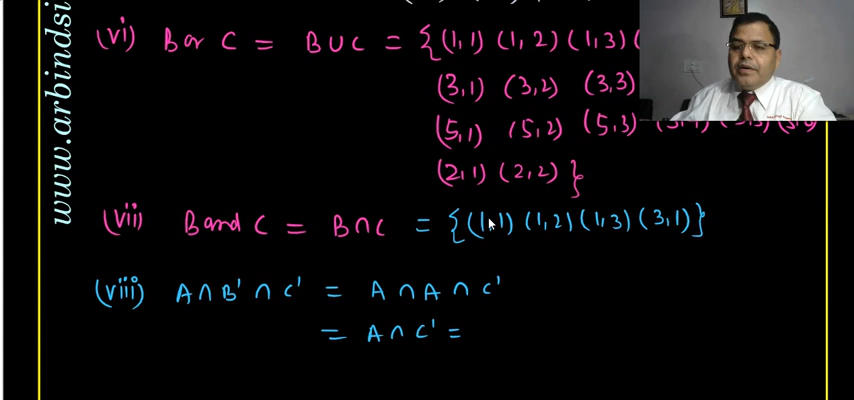 www.arbindsi
(vi) B or C = B∪C = {(1,1) (1,2) (1,3) (
(3,1) (3,2) (3,3)
(5,1) (5,2) (5,3)
(2,1) (2,2)}
(vii) B and C = B∩C = {(1,1) (1,2) (1,3) (3,1)}
(viii) A∩B'∩C' = A∩A∩C'
= A∩C' =